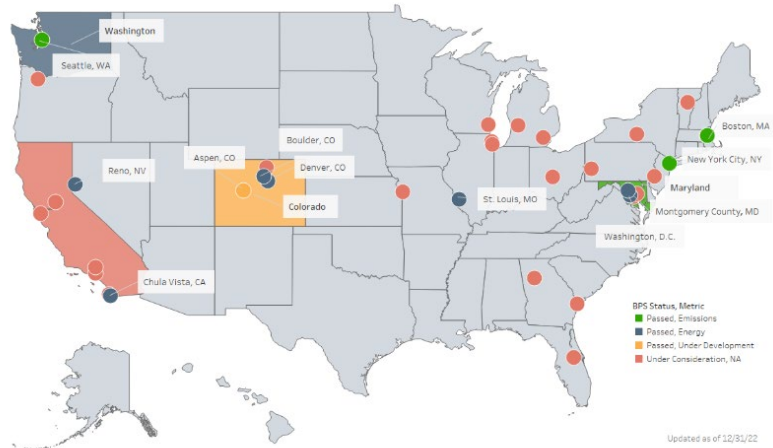 Washington
Seattle, WA
Boulder, CO
Boston, MA
Aspen, CO
Denver, CO
New York City, NY
Reno, NV
Maryland
St. Louis, MO
Colorado
Montgomery County, MD
Washington, D.C.
Chula Vista, CA
BPS Status, Metric
Passed, Emissions
Passed, Energy
Passed, Under Development
Under Consideration, NA
Updated as of 12/31/22